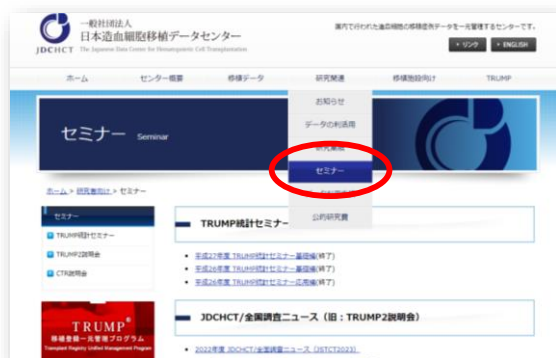 一般社団法人
日本造血細胞移植データセンター
JDCHCT The Japanese Data Center for Hematopoietic Cell Transplantation
国内で行われた造血細胞の移植提供データを一元管理するセンターです。
リンク
ENGLISH
ホーム
センター概要
移植データ
研究関連
移植施設向け
TRUMP
お知らせ
データの利活用
セミナー
公的研究費
セミナー Seminar
ホーム > 研究者向け > セミナー
セミナー
TRUMP統計セミナー
TRUMP2説明会
CTR説明会
TRUMP®
移植登録一元管理プログラム
Transplant Registry Unified Management Program
TRUMP統計セミナー
平成27年度 TRUMP統計セミナー基礎編(終了)
平成26年度 TRUMP統計セミナー基礎編(終了)
平成26年度 TRUMP統計セミナー応用編(終了)
JDCHCT/全国調査ニュース（旧：TRUMP2説明会）
2022年度 JDCHCT/全国調査ニュース（JSTCT2023）